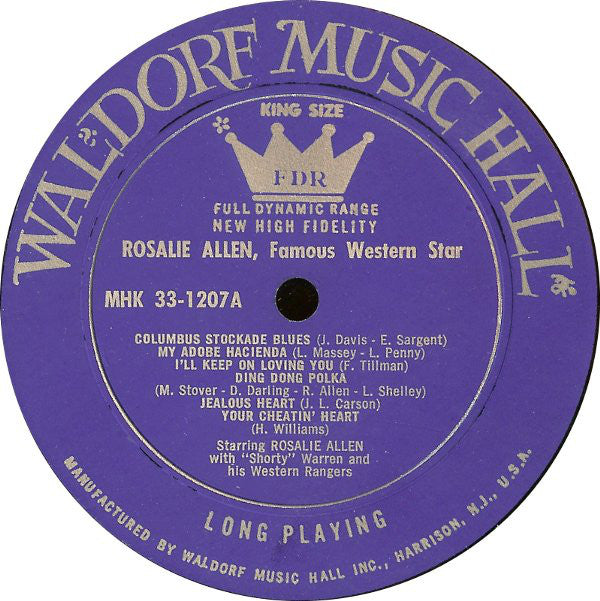 WALDORF MUSIC HALL
KING SIZE
FDR
FULL DYNAMIC RANGE
NEW HIGH FIDELITY
ROSALIE ALLEN, Famous Western Star
MHK 33-1207A
COLUMBUS STOCKADE BLUES (J. Davis - E. Sargent)
MY ADOBE HACIENDA (L. Massey - L. Penny)
I'LL KEEP ON LOVING YOU (F. Tillman)
DING DONG POLKA
(M. Stover - D. Darling - R. Allen - L. Shelley)
JEALOUS HEART (J. L. Carson)
YOUR CHEATIN' HEART
(H. Williams)
Starring ROSALIE ALLEN
with "Shorty" Warren and
his Western Rangers
LONG PLAYING
MANUFACTURED BY WALDORF MUSIC HALL INC., HARRISON, N.J., U.S.A.